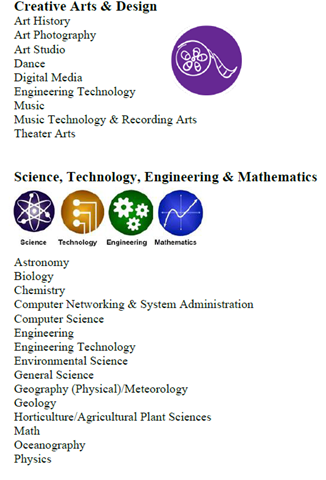 Creative Arts & Design
Art History
Art Photography
Art Studio
Dance
Digital Media
Engineering Technology
Music
Music Technology & Recording Arts
Theater Arts
Science, Technology, Engineering & Mathematics
Science Technology Engineering Mathematics
Astronomy
Biology
Chemistry
Computer Networking & System Administration
Computer Science
Engineering
Engineering Technology
Environmental Science
General Science
Geography (Physical)/Meteorology
Geology
Horticulture/Agricultural Plant Sciences
Math
Oceanography
Physics